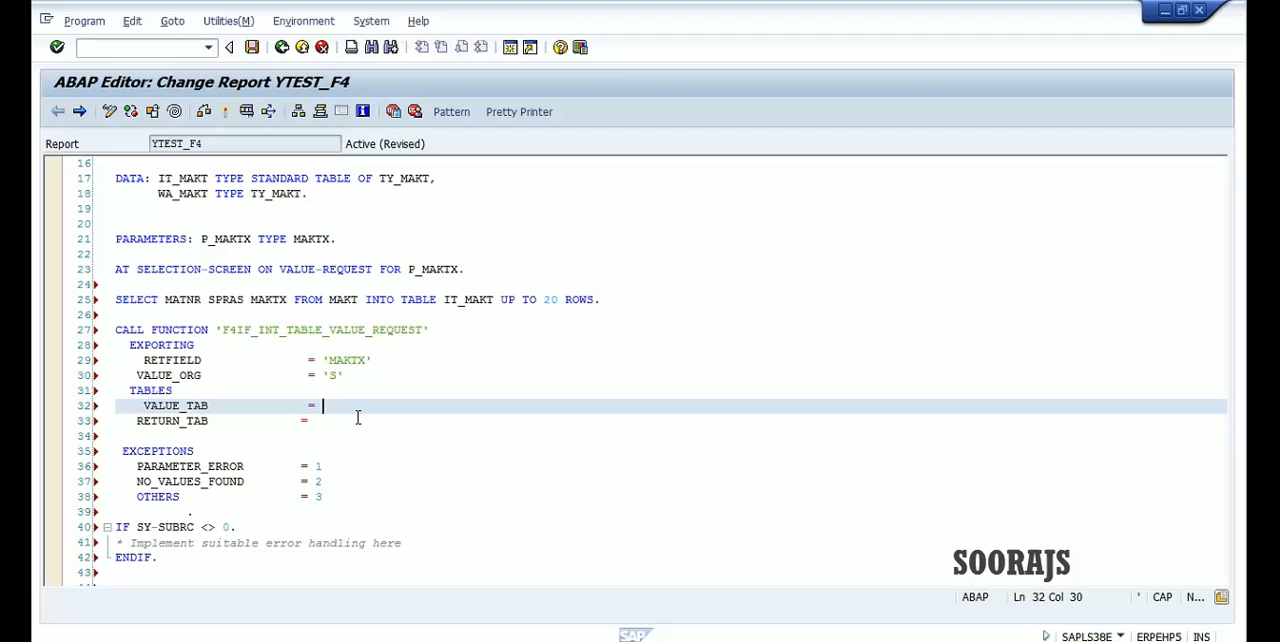 Program Edit Goto Utilities(M) Environment System Help
ABAP Editor: Change Report YTEST_F4
Pattern Pretty Printer
Report YTEST_F4 Active (Revised)
16
17 DATA: IT_MAKT TYPE STANDARD TABLE OF TY_MAKT,
18 WA_MAKT TYPE TY_MAKT.
19
20
21 PARAMETERS: P_MAKTX TYPE MAKTX.
22
23 AT SELECTION-SCREEN ON VALUE-REQUEST FOR P_MAKTX.
24
25 SELECT MATNR SPRAS MAKTX FROM MAKT INTO TABLE IT_MAKT UP TO 20 ROWS.
26
27 CALL FUNCTION 'F4IF_INT_TABLE_VALUE_REQUEST'
28 EXPORTING
29 RETFIELD = 'MAKTX'
30 VALUE_ORG = 'S'
31 TABLES
32 VALUE_TAB =
33 RETURN_TAB =
34
35 EXCEPTIONS
36 PARAMETER_ERROR = 1
37 NO_VALUES_FOUND = 2
38 OTHERS = 3
39 .
40 IF SY-SUBRC <> 0.
41 * Implement suitable error handling here
42 ENDIF.
43
SOORAJS
ABAP Ln 32 Col 30 ' CAP N...
SAP SAPLS38E ERPEHP5 INS